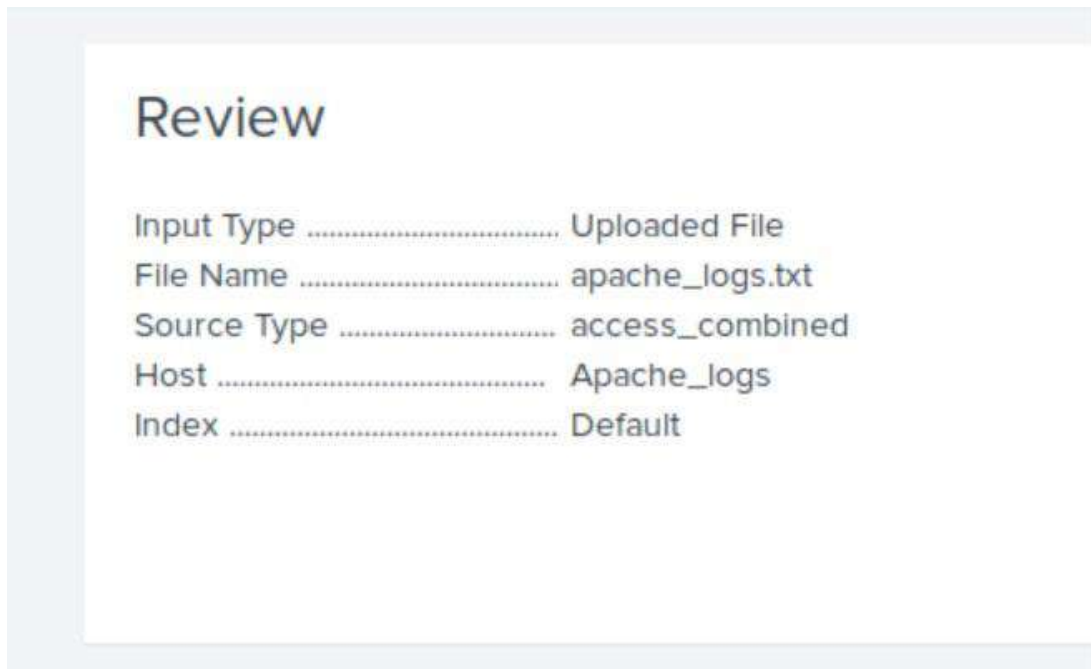 Review
Input Type ................................. Uploaded File
File Name .................................. apache_logs.txt
Source Type ............................ access_combined
Host ........................................... Apache_logs
Index ........................................... Default